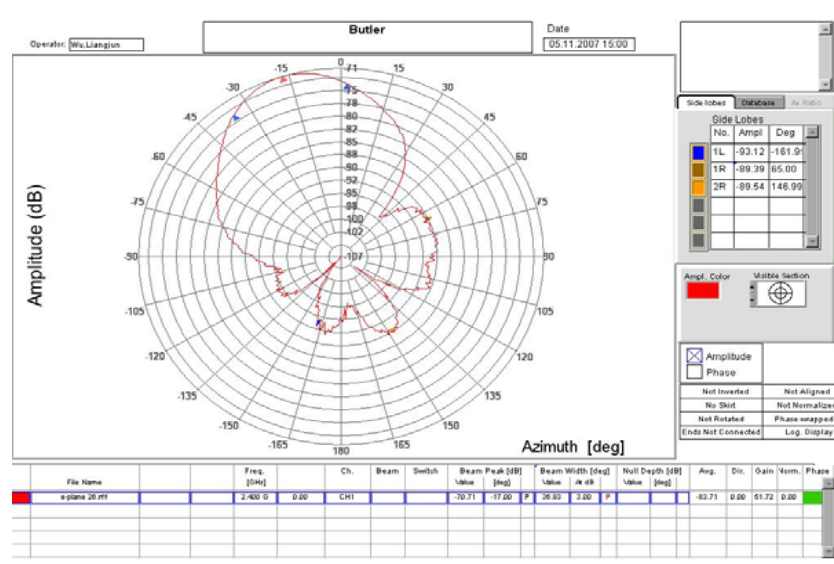 Butler
Date
Operator: Wu,Liangjun
05.11.2007 15:00
Amplitude (dB)
-15 0 -71 15
-30 30
-45 45
-60 60
-75 75
-90 90
-105 105
-120 120
-135 135
-165 180 165
-78
-80
-82
-85
-88
-90
-92
-95
-98
-100
-102
-107
Azimuth [deg]
Side lobes Database Ax. Ratio
Side Lobes
No. Ampl Deg
1L -93.12 -161.9
1R -89.39 65.00
2R -89.54 146.99
Ampl. Color Visible Section
Amplitude
Phase
Not Inverted Not Aligned
No Skirt Not Normalized
Not Rotated Phase wrapped
Ends Not Connected Log. Display
File Name Freq. [GHz] Ch. Beam Switch Beam Peak [dB] Value [deg] Beam Width [deg] Value At dB Null Depth [dB] Value [deg] Avg. Dir. Gain Norm. Phase
e-plane 26.rff 2.400 G 0.00 CH1 -70.71 -17.00 P 36.93 3.00 P -83.71 0.00 61.72 0.00